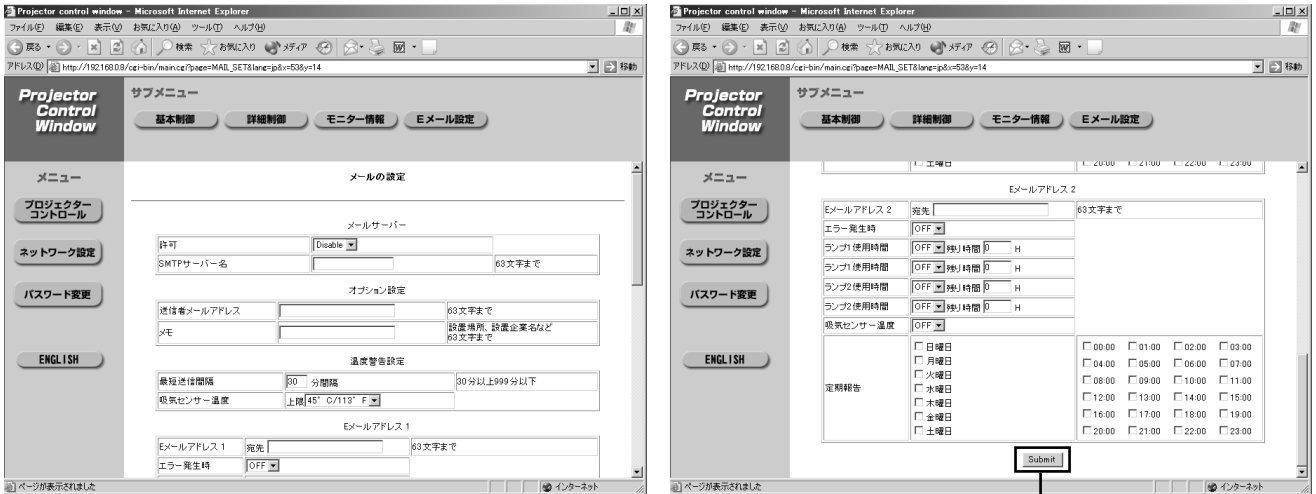 Projector control window - Microsoft Internet Explorer
ファイル(F) 編集(E) 表示(V) お気に入り(A) ツール(T) ヘルプ(H)
戻る 検索 お気に入り メディア
アドレス(D) http://192.168.0.8/cgi-bin/main.cgi?page=MAIL_SET&lang=jp&x=53&y=14 移動
Projector
Control
Window
サブメニュー
基本制御 詳細制御 モニター情報 Eメール設定
メニュー
プロジェクター
コントロール
ネットワーク設定
パスワード変更
ENGLISH
メールの設定
メールサーバー
許可 Disable
SMTPサーバー名 63文字まで
オプション設定
送信者メールアドレス 63文字まで
メモ 設置場所、設置企業名など
63文字まで
温度警告設定
最短送信間隔 30 分間隔 30分以上999分以下
吸気センサー温度 上限 45°C/113°F
Eメールアドレス 1
Eメールアドレス 1 宛先 63文字まで
エラー発生時 OFF
ページが表示されました インターネット
Projector control window - Microsoft Internet Explorer
ファイル(F) 編集(E) 表示(V) お気に入り(A) ツール(T) ヘルプ(H)
戻る 検索 お気に入り メディア
アドレス(D) http://192.168.0.8/cgi-bin/main.cgi?page=MAIL_SET&lang=jp&x=53&y=14 移動
Projector
Control
Window
サブメニュー
基本制御 詳細制御 モニター情報 Eメール設定
メニュー
プロジェクター
コントロール
ネットワーク設定
パスワード変更
ENGLISH
土曜日 20:00 21:00 22:00 23:00
Eメールアドレス 2
Eメールアドレス 2 宛先 63文字まで
エラー発生時 OFF
ランプ1使用時間 OFF 残り時間 0 H
ランプ1使用時間 OFF 残り時間 0 H
ランプ2使用時間 OFF 残り時間 0 H
ランプ2使用時間 OFF 残り時間 0 H
吸気センサー温度 OFF
定期報告
日曜日
月曜日
火曜日
水曜日
木曜日
金曜日
土曜日
00:00 01:00 02:00 03:00
04:00 05:00 06:00 07:00
08:00 09:00 10:00 11:00
12:00 13:00 14:00 15:00
16:00 17:00 18:00 19:00
20:00 21:00 22:00 23:00
Submit
ページが表示されました インターネット